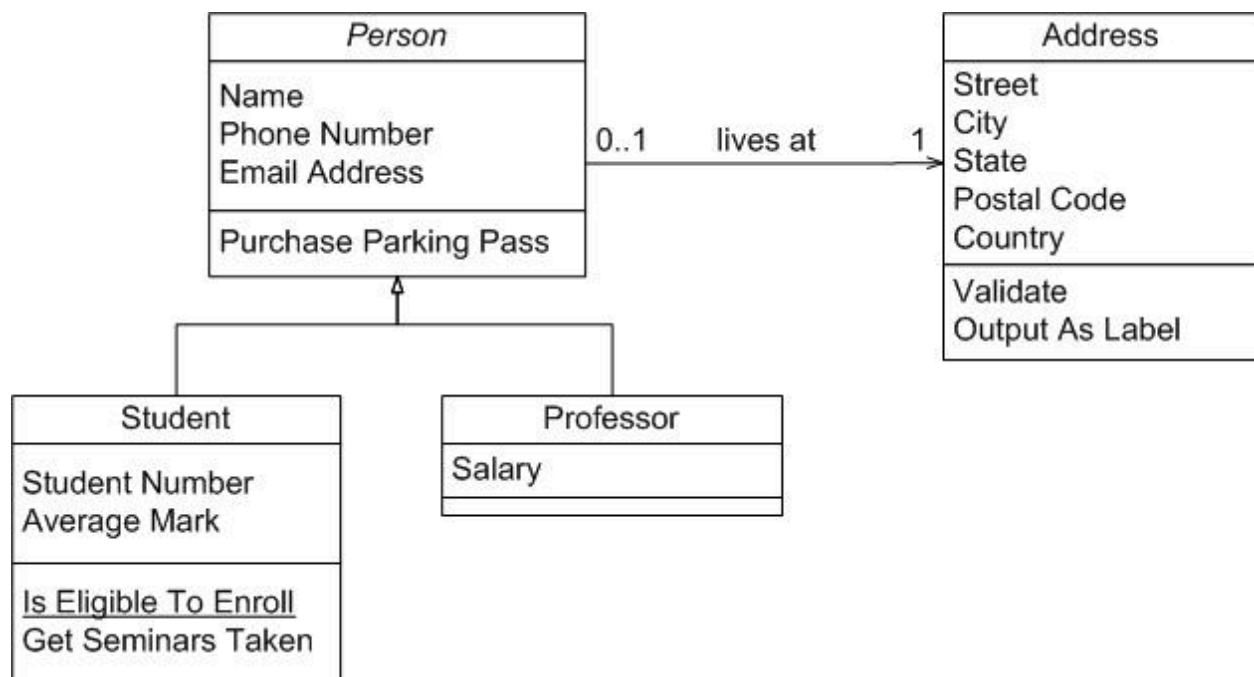 Person
Name
Phone Number
Email Address
Purchase Parking Pass
0..1 lives at 1
Address
Street
City
State
Postal Code
Country
Validate
Output As Label
Student
Student Number
Average Mark
Is Eligible To Enroll
Get Seminars Taken
Professor
Salary